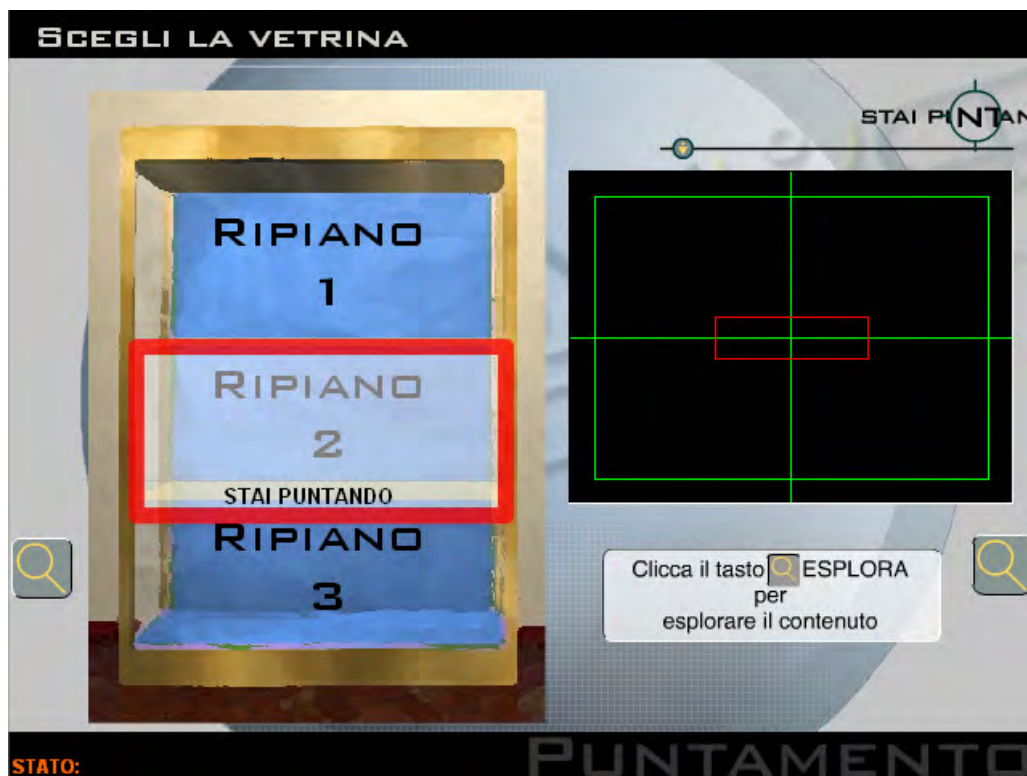 SCEGLI LA VETRINA
STAI PUNTAN
RIPIANO
1
RIPIANO
2
STAI PUNTANDO
RIPIANO
3
Clicca il tasto ESPLORA
per
esplorare il contenuto
PUNTAMENTO
STATO: